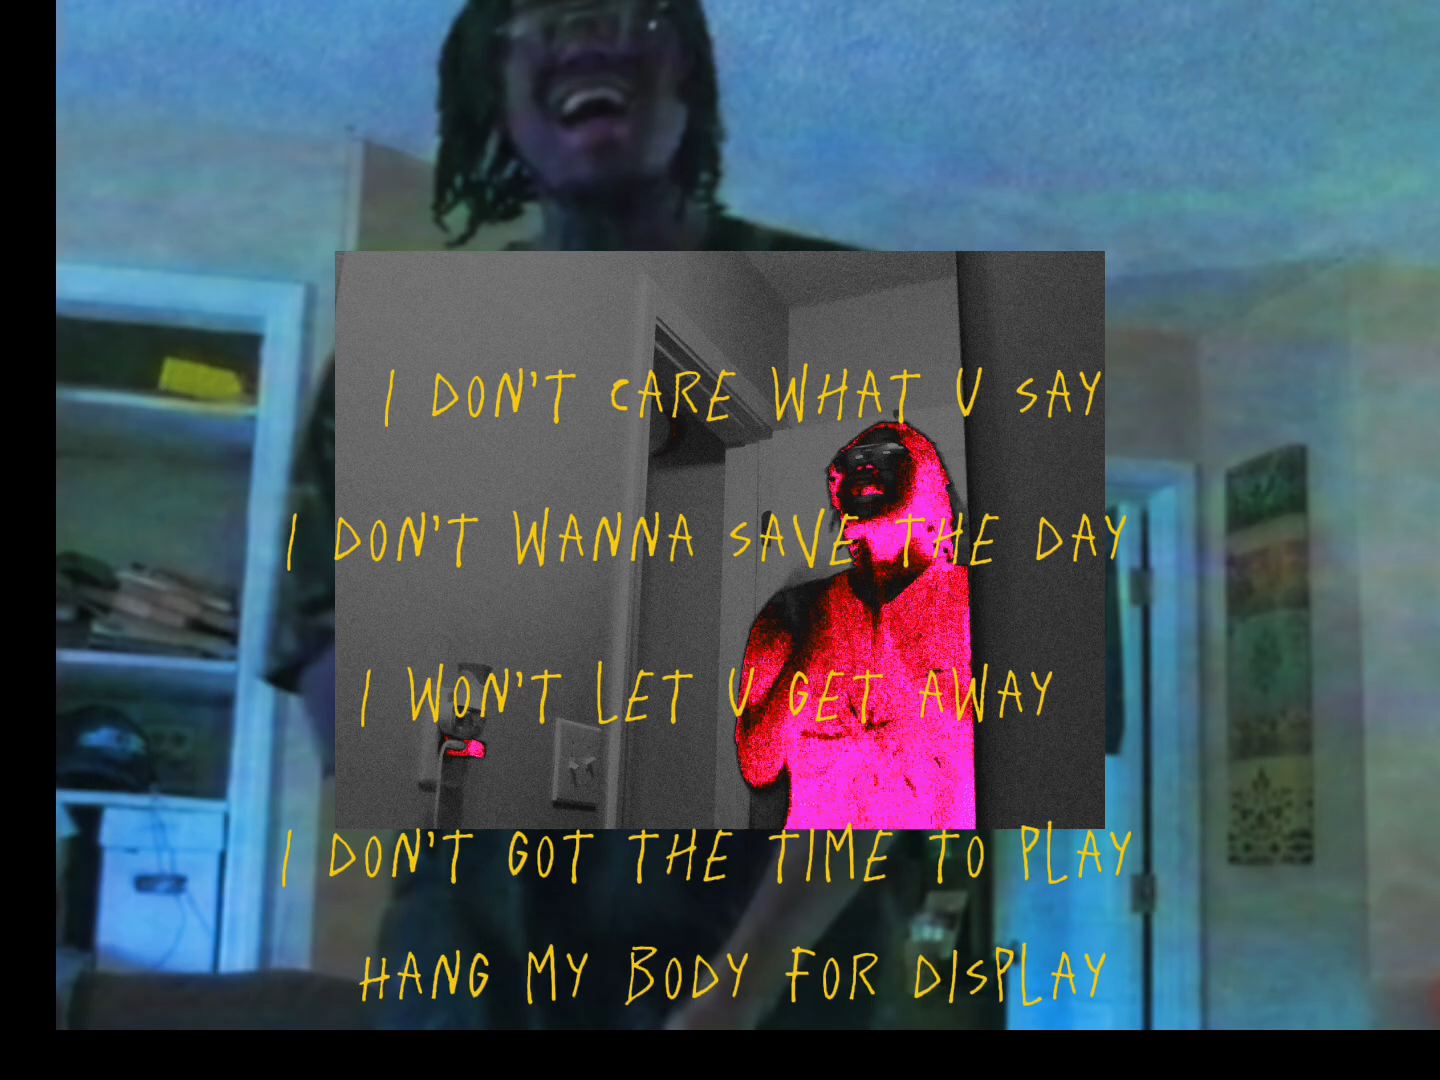 I DON'T CARE WHAT U SAY
I DON'T WANNA SAVE THE DAY
I WON'T LET U GET AWAY
I DON'T GOT THE TIME TO PLAY
HANG MY BODY FOR DISPLAY